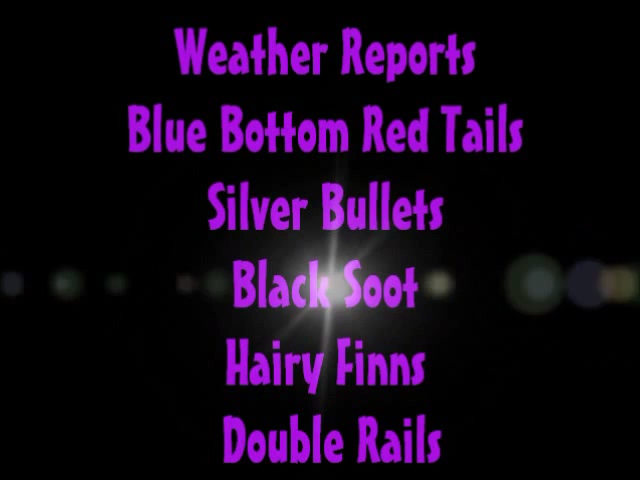 Weather Reports
Blue Bottom Red Tails
Silver Bullets
Black Soot
Hairy Finns
Double Rails